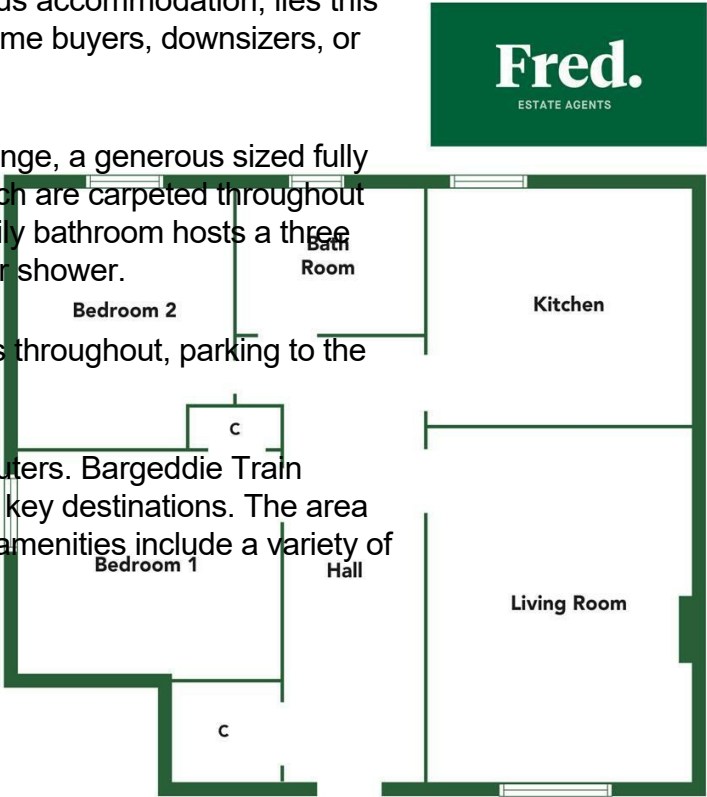 us accommodation, lies this
me buyers, downsizers, or
Fred.
ESTATE AGENTS
nge, a generous sized fully
ch are carpeted throughout
ily bathroom hosts a three
r shower.
Bath
Room
Bedroom 2
Kitchen
s throughout, parking to the
C
uters. Bargeddie Train
key destinations. The area
amenities include a variety of
Bedroom 1
Hall
Living Room
C